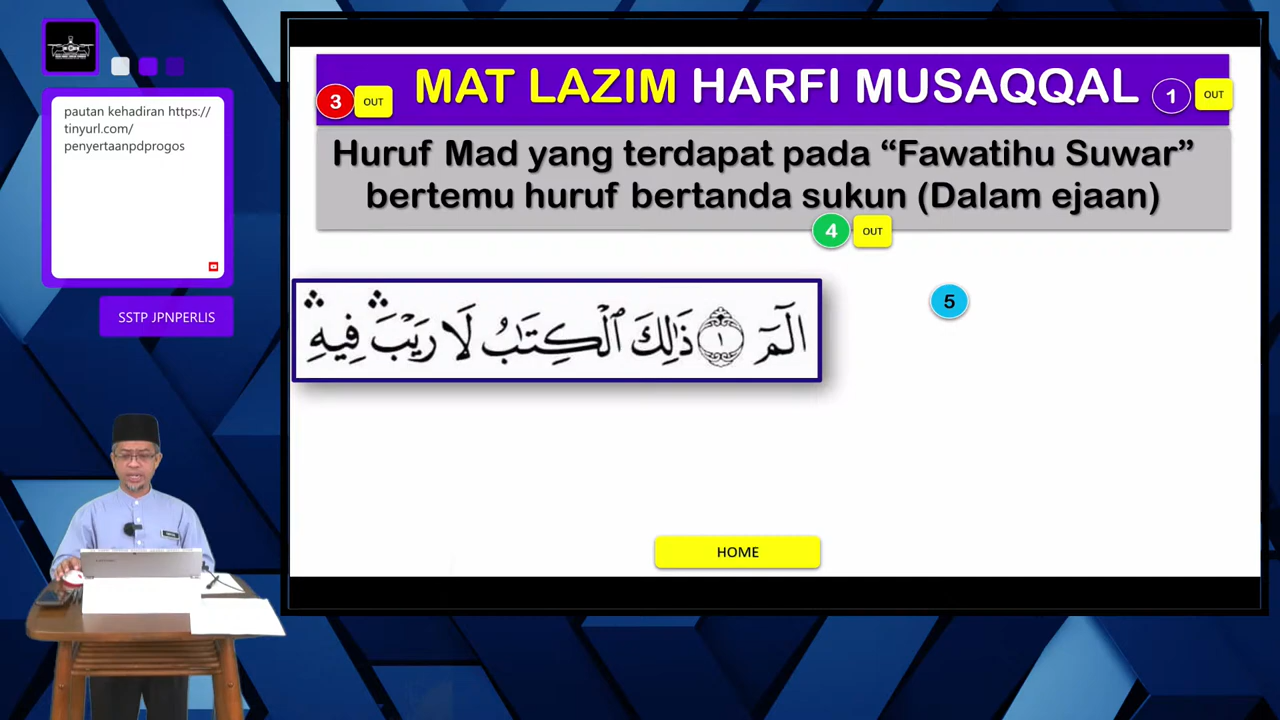 pautan kehadiran https://
tinyurl.com/
penyertaanpdprogos
SSTP JPNPERLIS
3 OUT MAT LAZIM HARFI MUSAQQAL 1 OUT
Huruf Mad yang terdapat pada “Fawatihu Suwar”
bertemu huruf bertanda sukun (Dalam ejaan)
4 OUT
5
الٓمٓ ١ ذَٰلِكَ ٱلۡكِتَٰبُ لَا رَيۡبَۛ فِيهِۛ
HOME